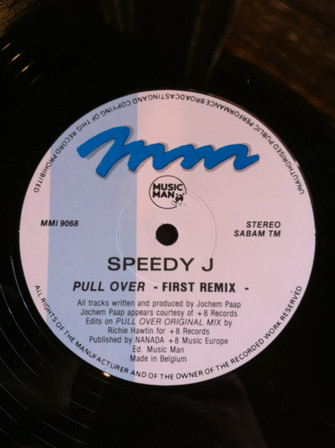 UNAUTHORISED PUBLIC PERFORMANCE BROADCASTING AND COPYING OF THIS RECORD PROHIBITED
mm
MUSIC
MAN
MMI 9068
STEREO
SABAM TM
SPEEDY J
PULL OVER - FIRST REMIX -
All tracks written and produced by Jochem Paap
Jochem Paap appears courtesy of +8 Records
Edits on PULL OVER ORIGINAL MIX by
Richie Hawtin for +8 Records
Published by NANADA +8 Music Europe
Ed. Music Man
Made in Belgium
ALL RIGHTS OF THE MANUFACTURER AND OF THE OWNER OF THE RECORDED WORK RESERVED